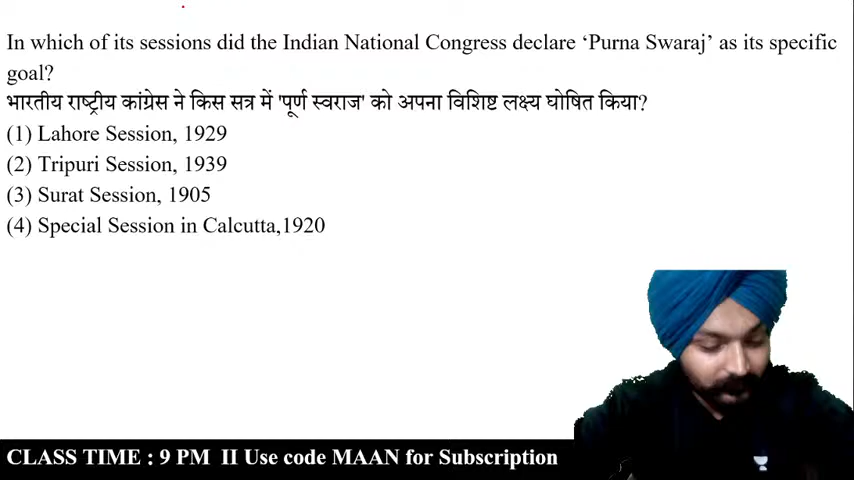 In which of its sessions did the Indian National Congress declare ‘Purna Swaraj’ as its specific
goal?
भारतीय राष्ट्रीय कांग्रेस ने किस सत्र में 'पूर्ण स्वराज' को अपना विशिष्ट लक्ष्य घोषित किया?
(1) Lahore Session, 1929
(2) Tripuri Session, 1939
(3) Surat Session, 1905
(4) Special Session in Calcutta,1920
CLASS TIME : 9 PM II Use code MAAN for Subscription